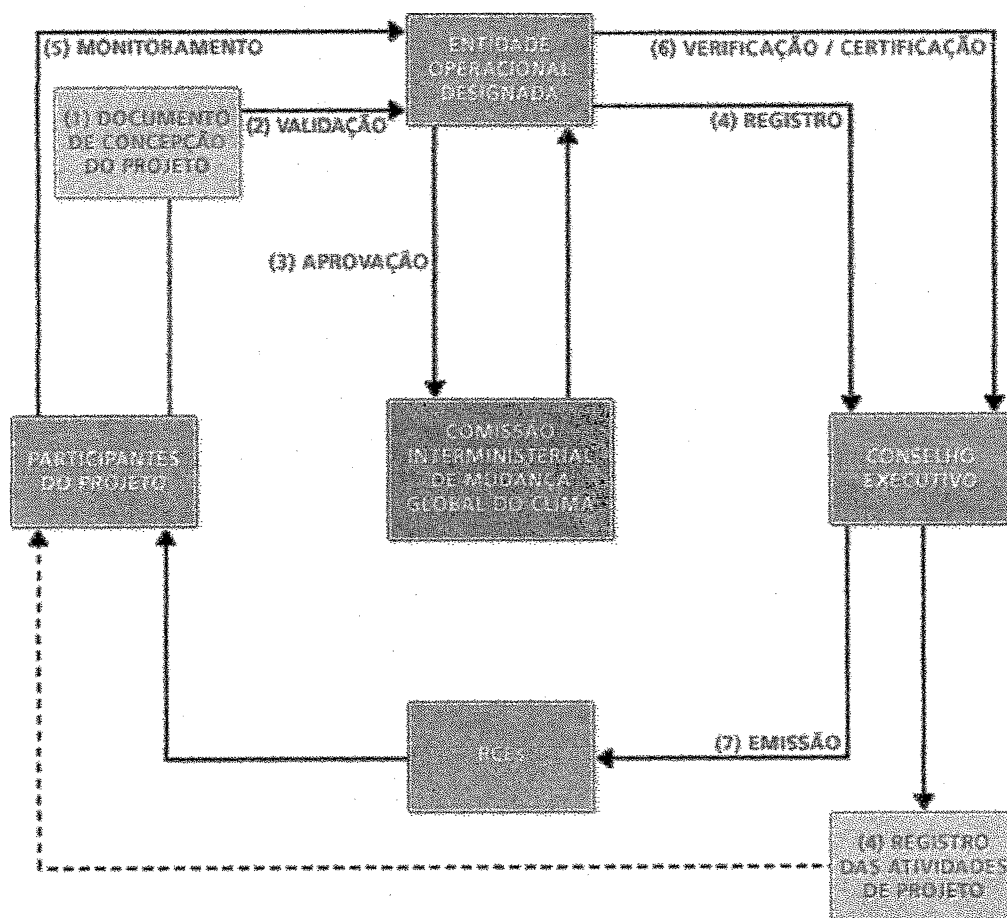 (5) MONITORAMENTO
ENTIDADE
OPERACIONAL
DESIGNADA
(6) VERIFICAÇÃO / CERTIFICAÇÃO
(1) DOCUMENTO
DE CONCEPÇÃO
DO PROJETO
(2) VALIDAÇÃO
(4) REGISTRO
(3) APROVAÇÃO
PARTICIPANTES
DO PROJETO
COMISSÃO
INTERMINISTERIAL
DE MUDANÇA
GLOBAL DO CLIMA
CONSELHO
EXECUTIVO
RCEs
(7) EMISSÃO
(4) REGISTRO
DAS ATIVIDADES
DE PROJETO